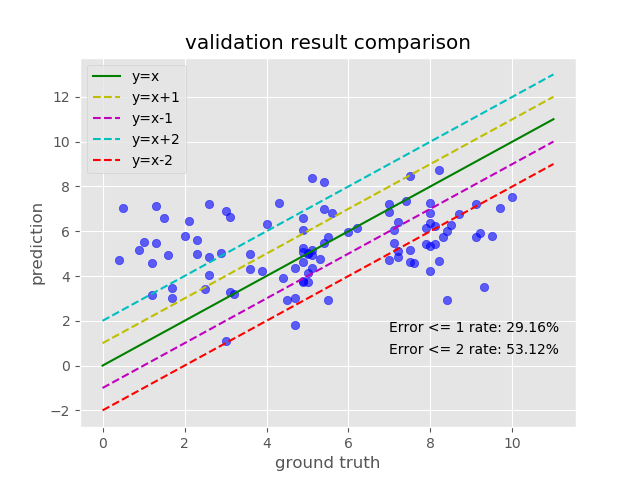 validation result comparison
y=x
y=x+1
y=x-1
y=x+2
y=x-2
12
10
8
6
4
2
0
−2
prediction
Error <= 1 rate: 29.16%
Error <= 2 rate: 53.12%
0 2 4 6 8 10
ground truth